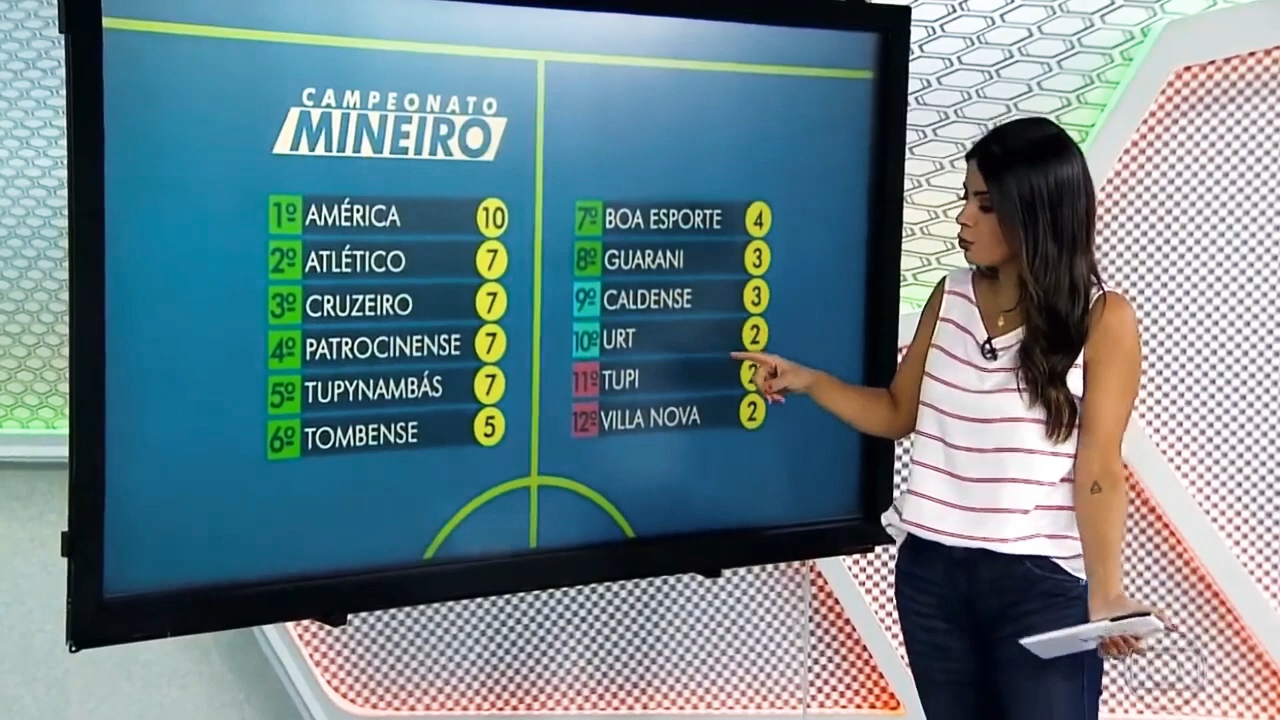 CAMPEONATO
MINEIRO
1º AMÉRICA 10
2º ATLÉTICO 7
3º CRUZEIRO 7
4º PATROCINENSE 7
5º TUPYNAMBÁS 7
6º TOMBENSE 5
7º BOA ESPORTE 4
8º GUARANI 3
9º CALDENSE 3
10º URT 2
11º TUPI 2
12º VILLA NOVA 2